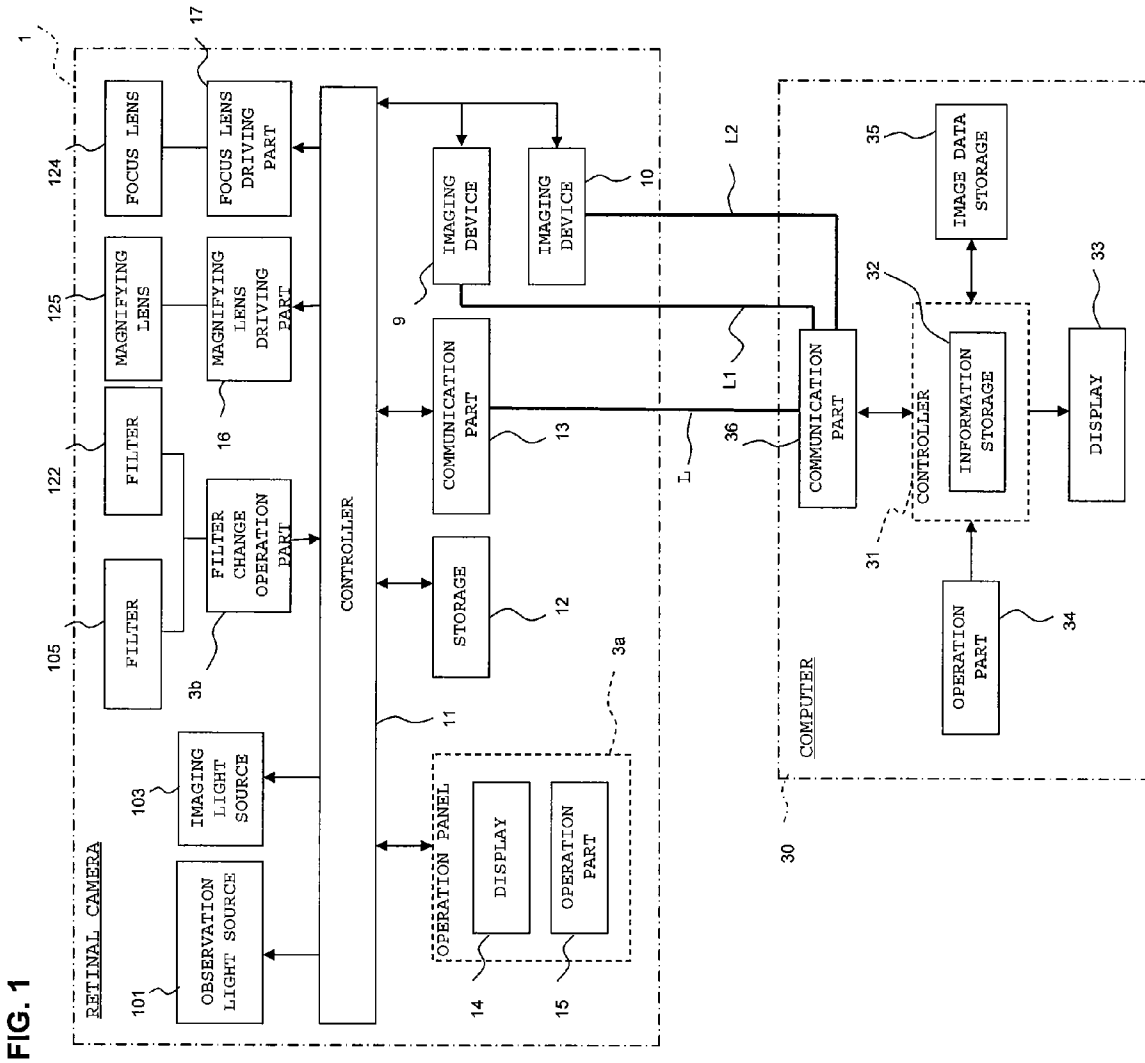 FIG. 1
RETINAL CAMERA
1
101
OBSERVATION
LIGHT SOURCE
103
IMAGING
LIGHT
SOURCE
105
FILTER
122
FILTER
3b
FILTER
CHANGE
OPERATION
PART
125
MAGNIFYING
LENS
16
MAGNIFYING
LENS
DRIVING
PART
124
FOCUS LENS
17
FOCUS LENS
DRIVING
PART
CONTROLLER
11
OPERATION PANEL
3a
DISPLAY
14
OPERATION
PART
15
STORAGE
12
COMMUNICATION
PART
13
9
IMAGING
DEVICE
IMAGING
DEVICE
10
L
L1
L2
30
COMPUTER
OPERATION
PART
34
36
COMMUNICATION
PART
31
CONTROLLER
32
INFORMATION
STORAGE
35
IMAGE DATA
STORAGE
DISPLAY
33